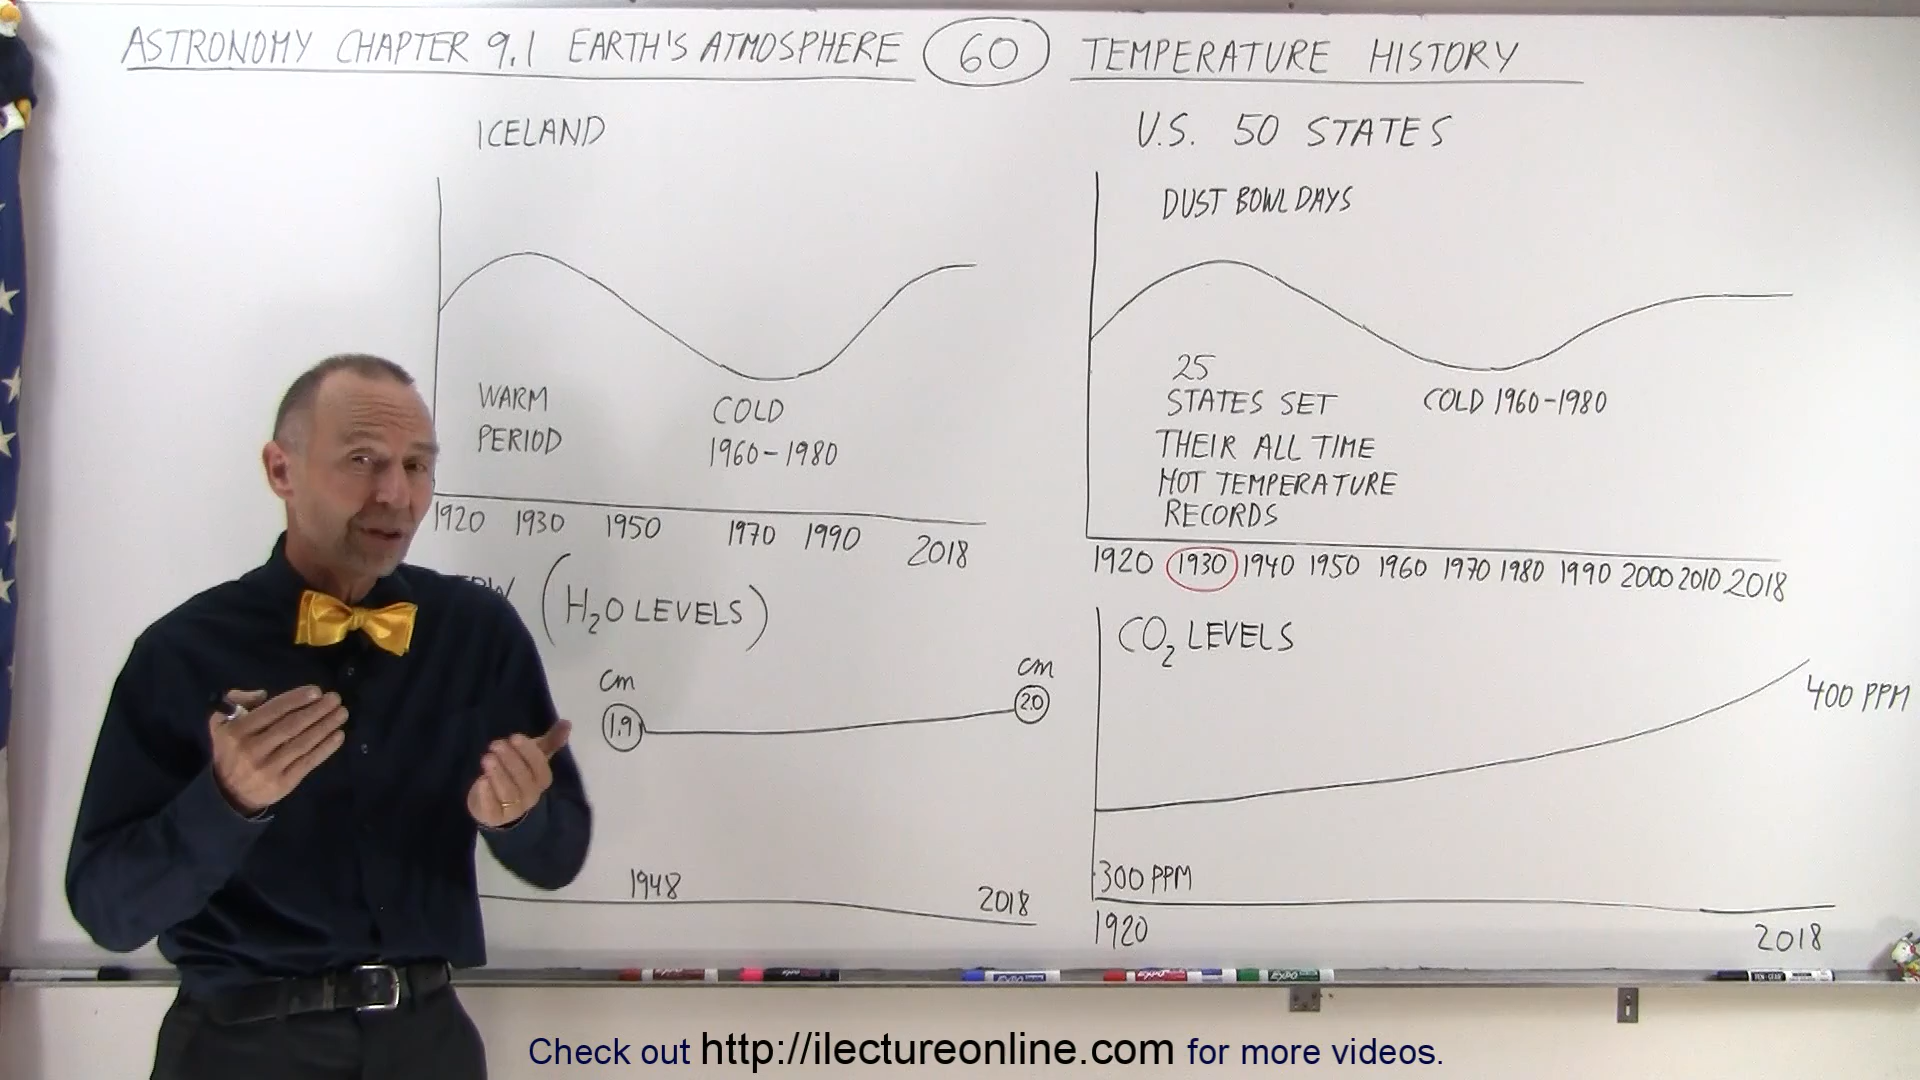 ASTRONOMY CHAPTER 9.1 EARTH'S ATMOSPHERE 60 TEMPERATURE HISTORY
ICELAND
WARM
PERIOD
COLD
1960-1980
1920 1930 1950 1970 1990 2018
U.S. 50 STATES
DUST BOWL DAYS
25
STATES SET
THEIR ALL TIME
HOT TEMPERATURE
RECORDS
COLD 1960-1980
1920 1930 1940 1950 1960 1970 1980 1990 2000 2010 2018
(H2O LEVELS)
cm
1.9
cm
2.0
1948 2018
CO2 LEVELS
400 PPM
300 PPM
1920 2018
EXPO
Check out http://ilectureonline.com for more videos.